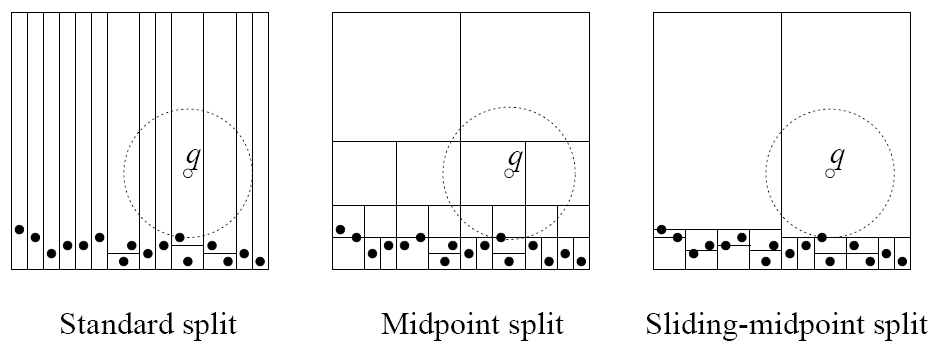 q
q
q
Standard split
Midpoint split
Sliding-midpoint split